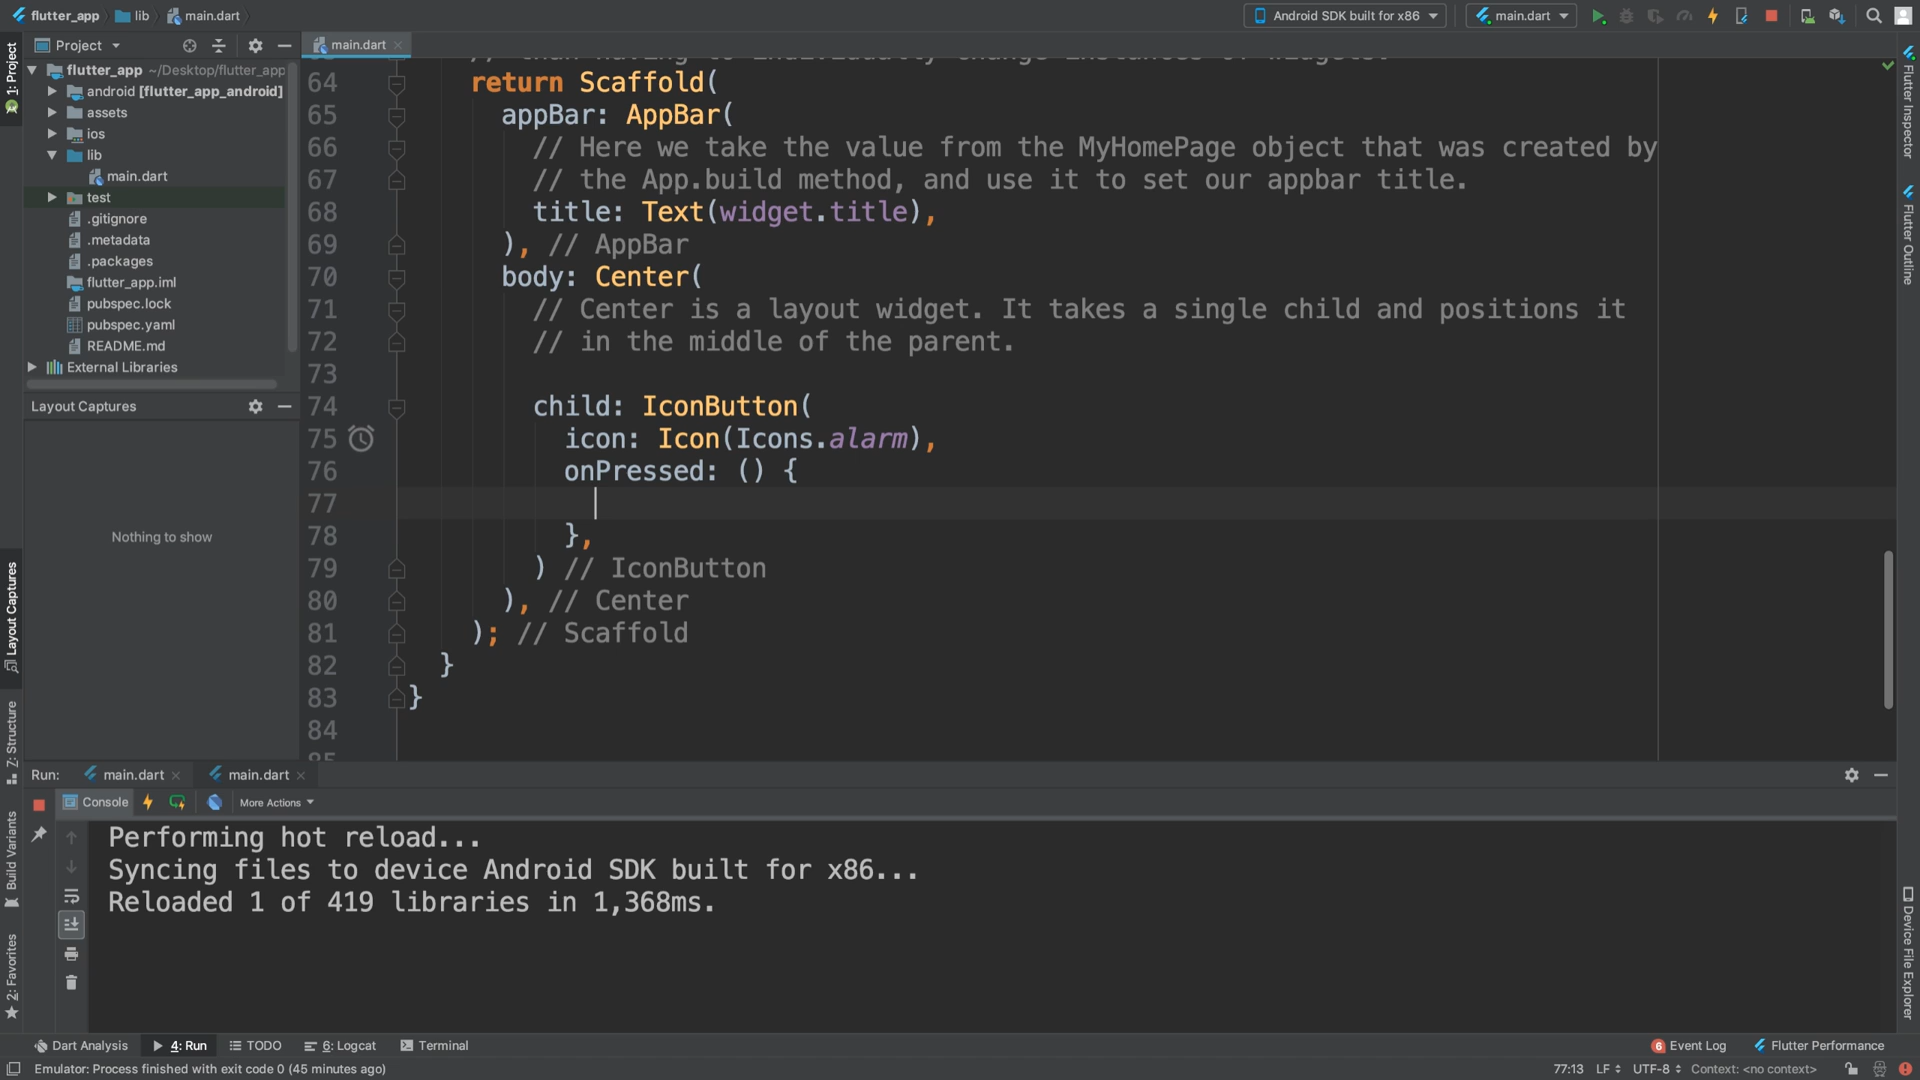 flutter_app
lib
main.dart
Android SDK built for x86
main.dart
1: Project
Project
flutter_app ~/Desktop/flutter_app
android [flutter_app_android]
assets
ios
lib
main.dart
test
.gitignore
.metadata
.packages
flutter_app.iml
pubspec.lock
pubspec.yaml
README.md
External Libraries
Layout Captures
Nothing to show
Layout Captures
Z: Structure
Build Variants
2: Favorites
main.dart
64 return Scaffold(
65 appBar: AppBar(
66 // Here we take the value from the MyHomePage object that was created by
67 // the App.build method, and use it to set our appbar title.
68 title: Text(widget.title),
69 ), // AppBar
70 body: Center(
71 // Center is a layout widget. It takes a single child and positions it
72 // in the middle of the parent.
73
74 child: IconButton(
75 icon: Icon(Icons.alarm),
76 onPressed: () {
77
78 },
79 ) // IconButton
80 ), // Center
81 ); // Scaffold
82 }
83 }
84
Flutter Inspector
Flutter Outline
Device File Explorer
Run: main.dart main.dart
Console More Actions
Performing hot reload...
Syncing files to device Android SDK built for x86...
Reloaded 1 of 419 libraries in 1,368ms.
Dart Analysis 4: Run TODO 6: Logcat Terminal 6 Event Log Flutter Performance
Emulator: Process finished with exit code 0 (45 minutes ago) 77:13 LF UTF-8 Context: <no context>